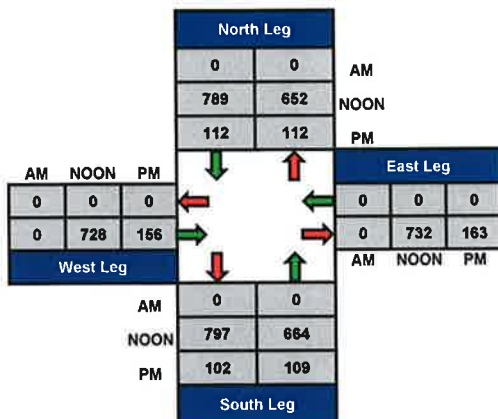 North Leg
0 0 AM
789 652 NOON
112 112 PM
East Leg
AM NOON PM
0 0 0
0 0 0
0 728 156
0 732 163
West Leg
AM NOON PM
AM 0 0
NOON 797 664
PM 102 109
South Leg